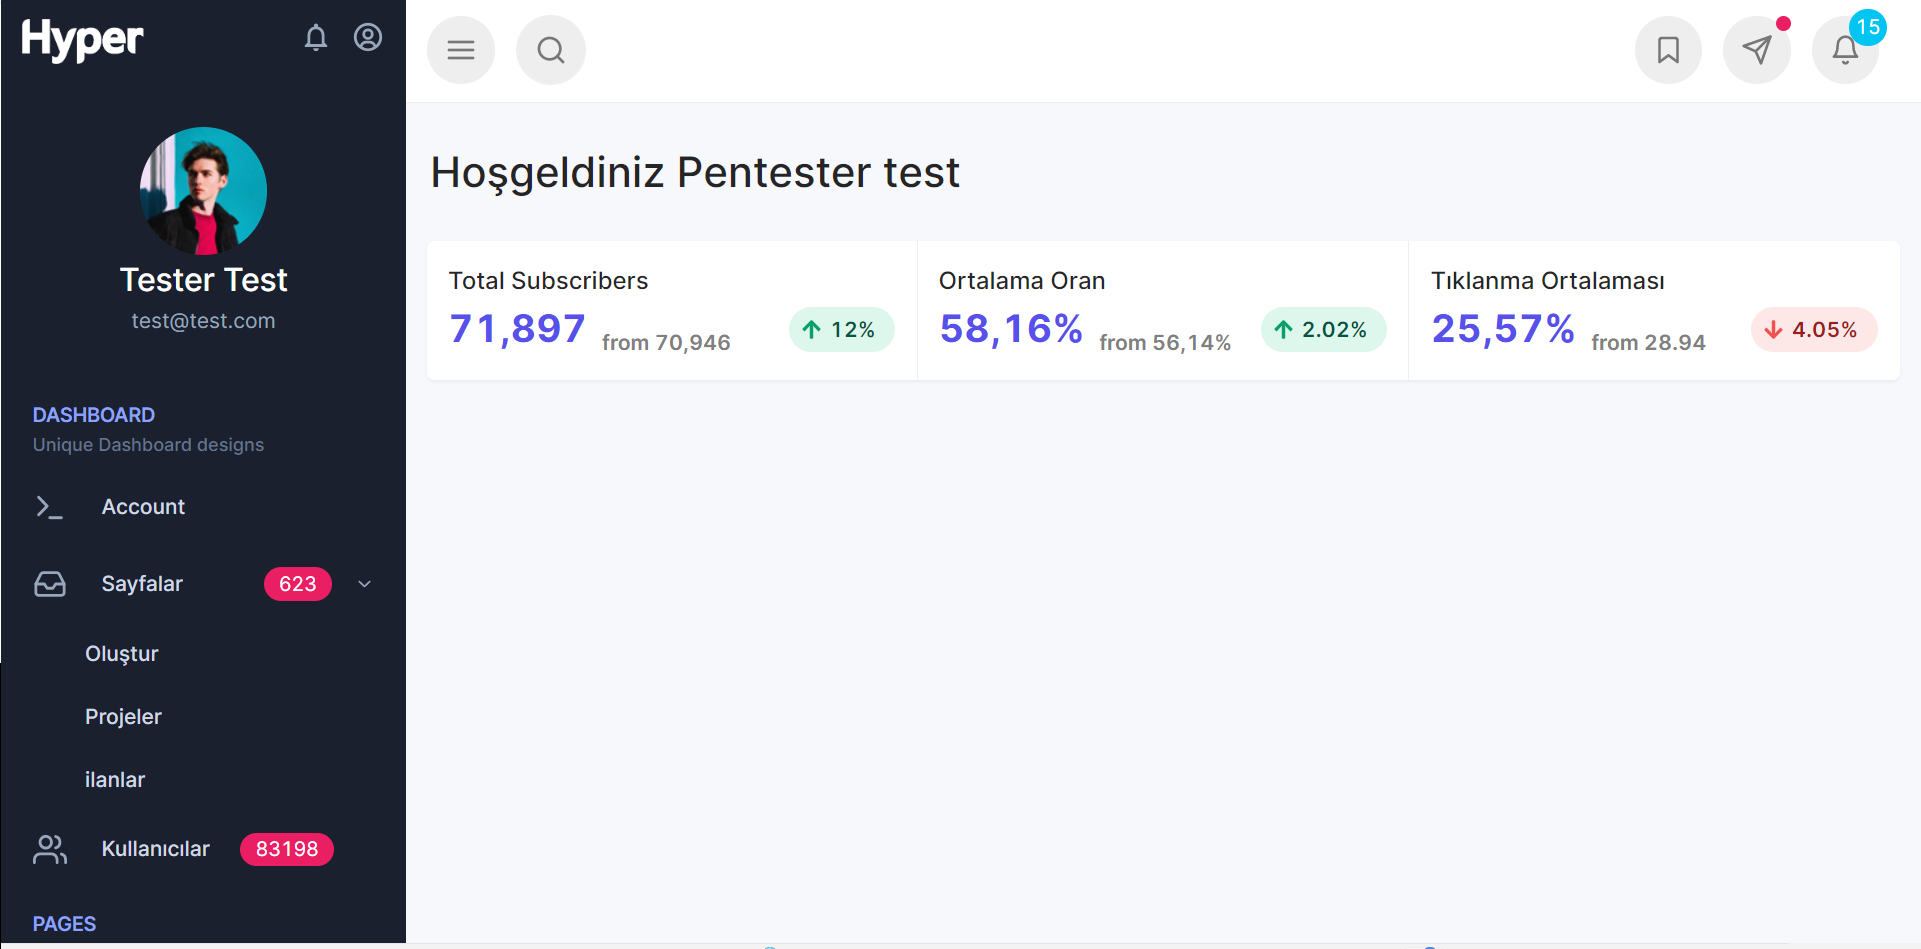 Hyper
15
Tester Test
test@test.com
DASHBOARD
Unique Dashboard designs
Account
Sayfalar 623
Oluştur
Projeler
ilanlar
Kullanıcılar 83198
PAGES
Hoşgeldiniz Pentester test
Total Subscribers
71,897 from 70,946 12%
Ortalama Oran
58,16% from 56,14% 2.02%
Tıklanma Ortalaması
25,57% from 28.94 4.05%